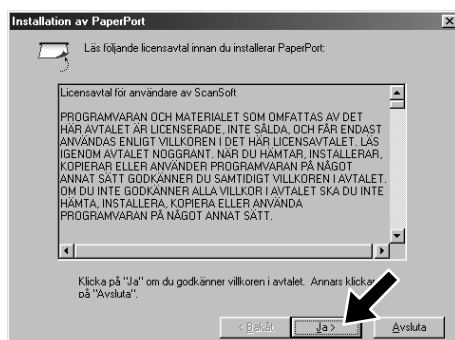 Installation av PaperPort
Läs följande licensavtal innan du installerar PaperPort:
Licensavtal för användare av ScanSoft
PROGRAMVARAN OCH MATERIALET SOM OMFATTAS AV DET
HÄR AVTALET ÄR LICENSERADE, INTE SÅLDA, OCH FÅR ENDAST
ANVÄNDAS ENLIGT VILLKOREN I DET HÄR LICENSAVTALET. LÄS
IGENOM AVTALET NOGGRANT. NÄR DU HÄMTAR, INSTALLERAR,
KOPIERAR ELLER ANVÄNDER PROGRAMVARAN PÅ NÅGOT
ANNAT SÄTT GODKÄNNER DU SAMTIDIGT VILLKOREN I AVTALET.
OM DU INTE GODKÄNNER ALLA VILLKOR I AVTALET SKA DU INTE
HÄMTA, INSTALLERA, KOPIERA ELLER ANVÄNDA
PROGRAMVARAN PÅ NÅGOT ANNAT SÄTT.
Klicka på "Ja" om du godkänner villkoren i avtalet. Annars klickar
på "Avsluta".
< Bakåt Ja > Avsluta